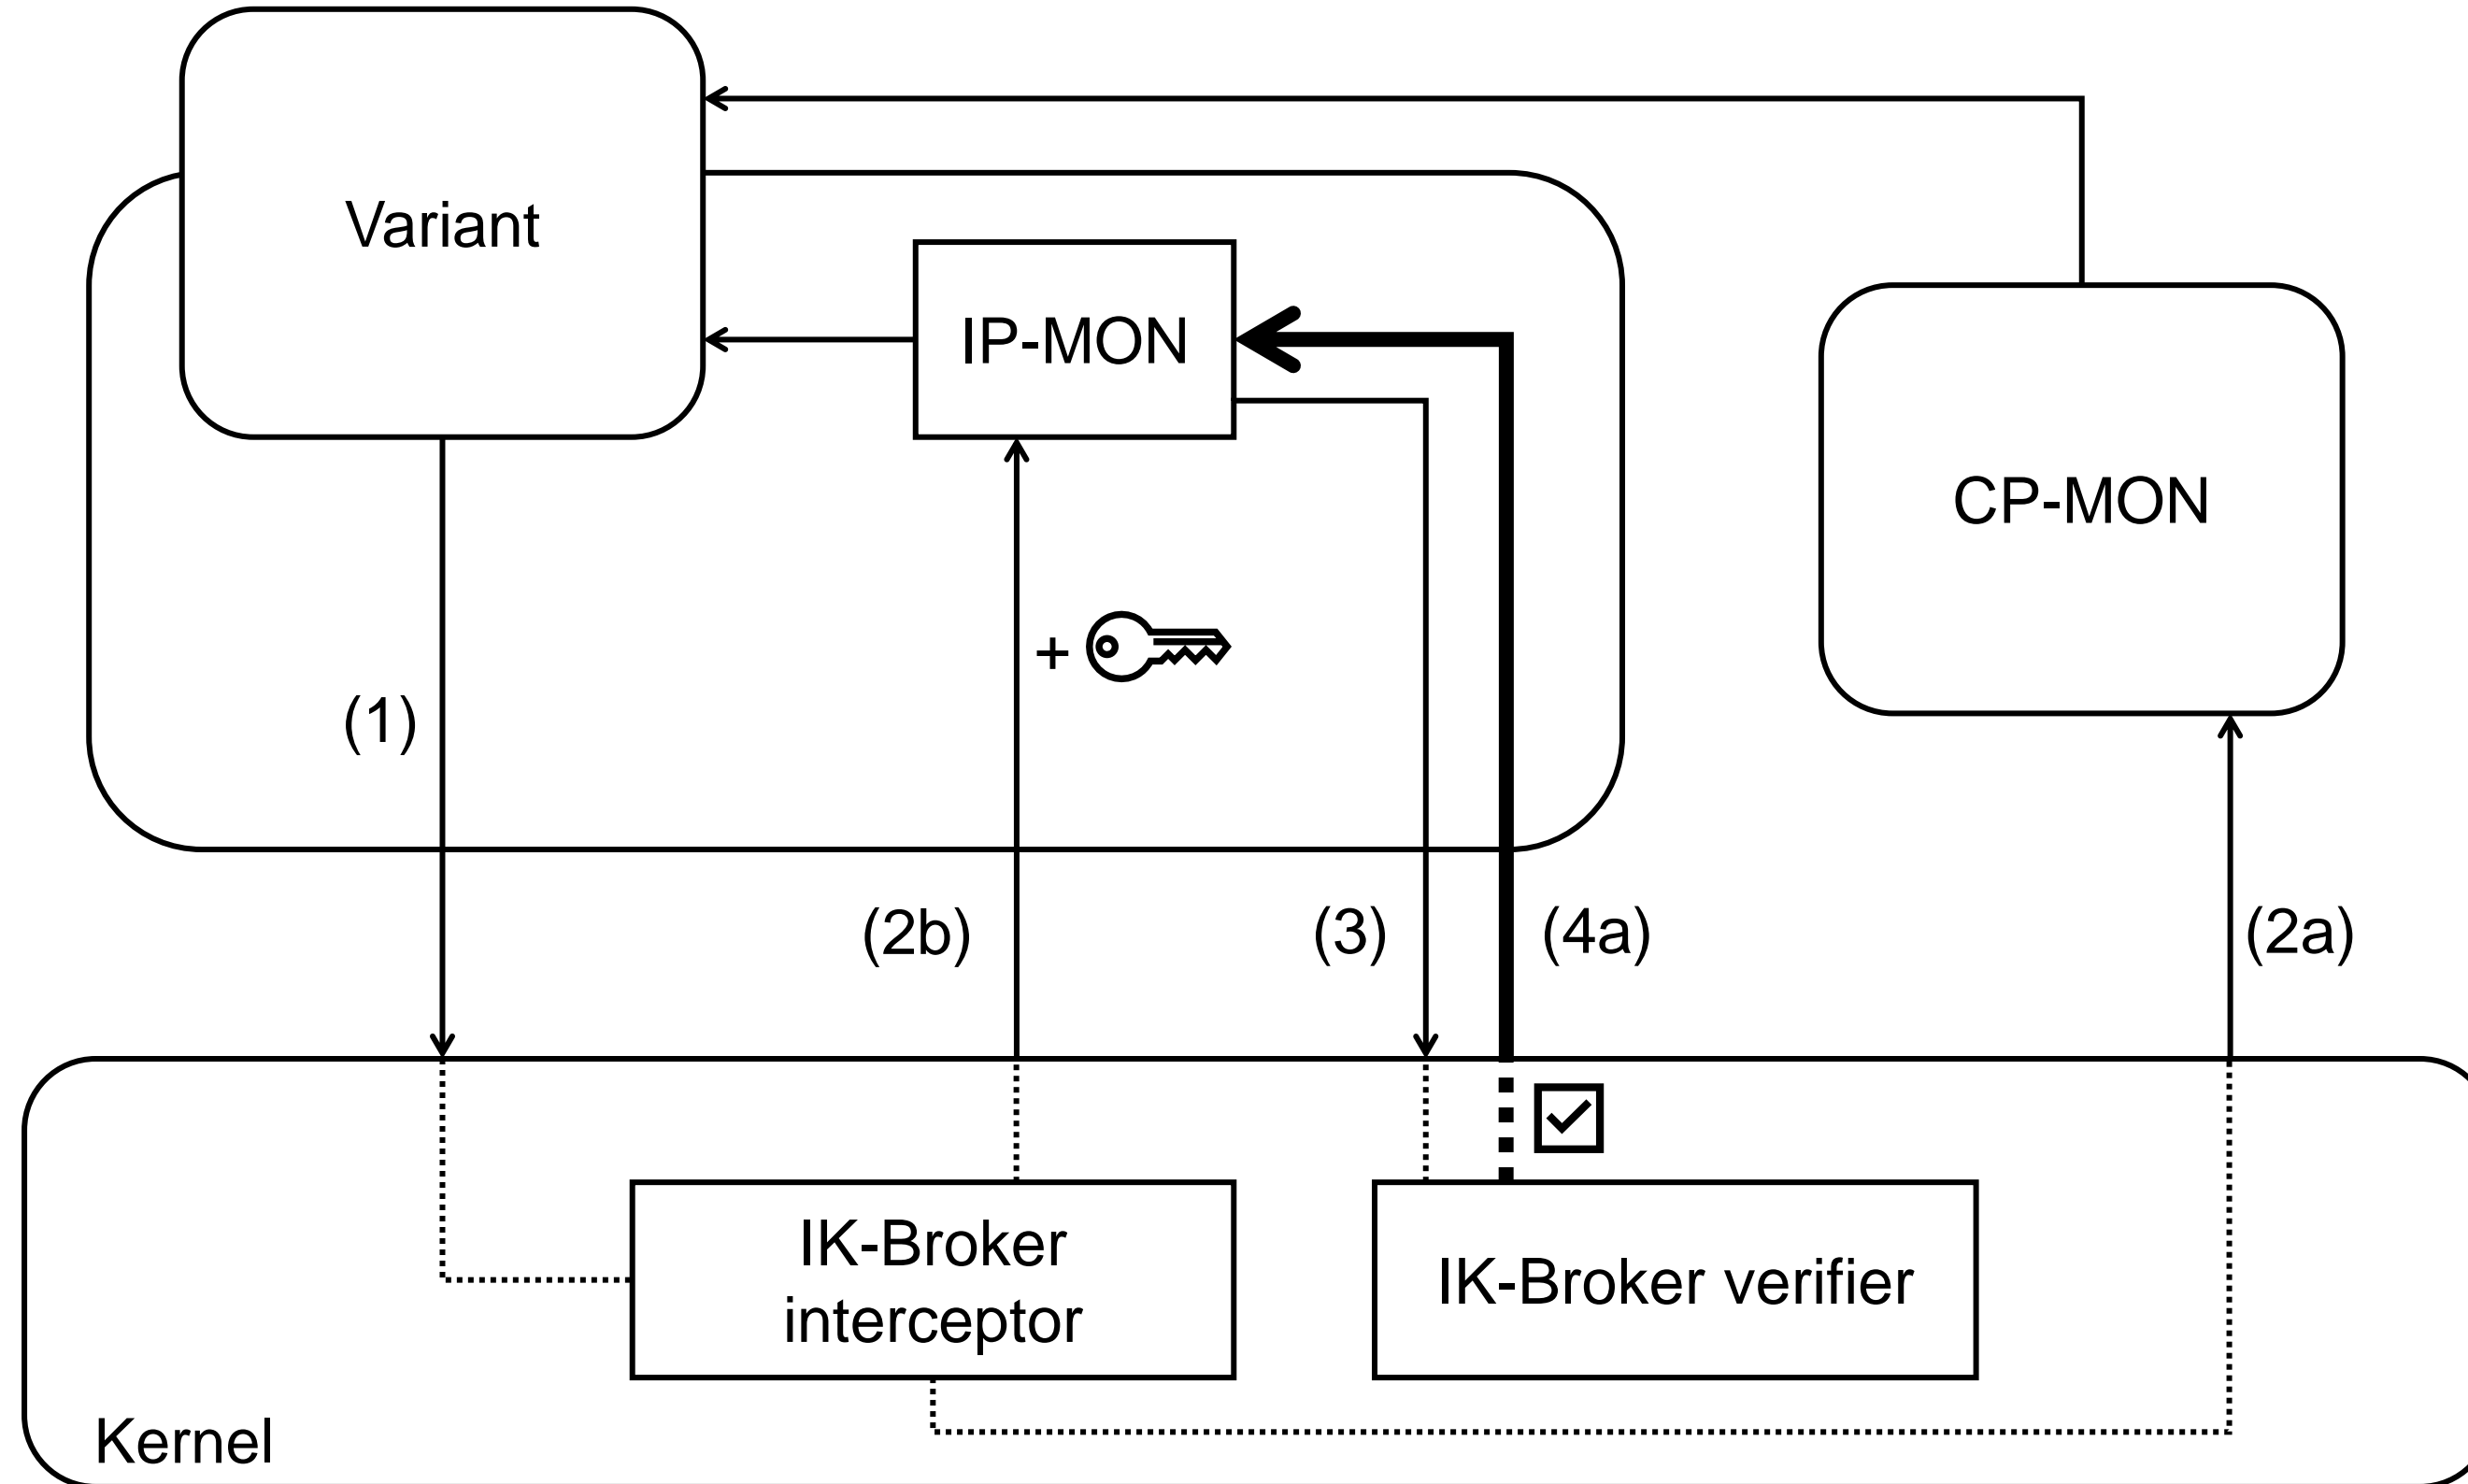 Variant
IP-MON
CP-MON
+
(1)
(2b)
(3)
(4a)
(2a)
IK-Broker
interceptor
IK-Broker verifier
Kernel